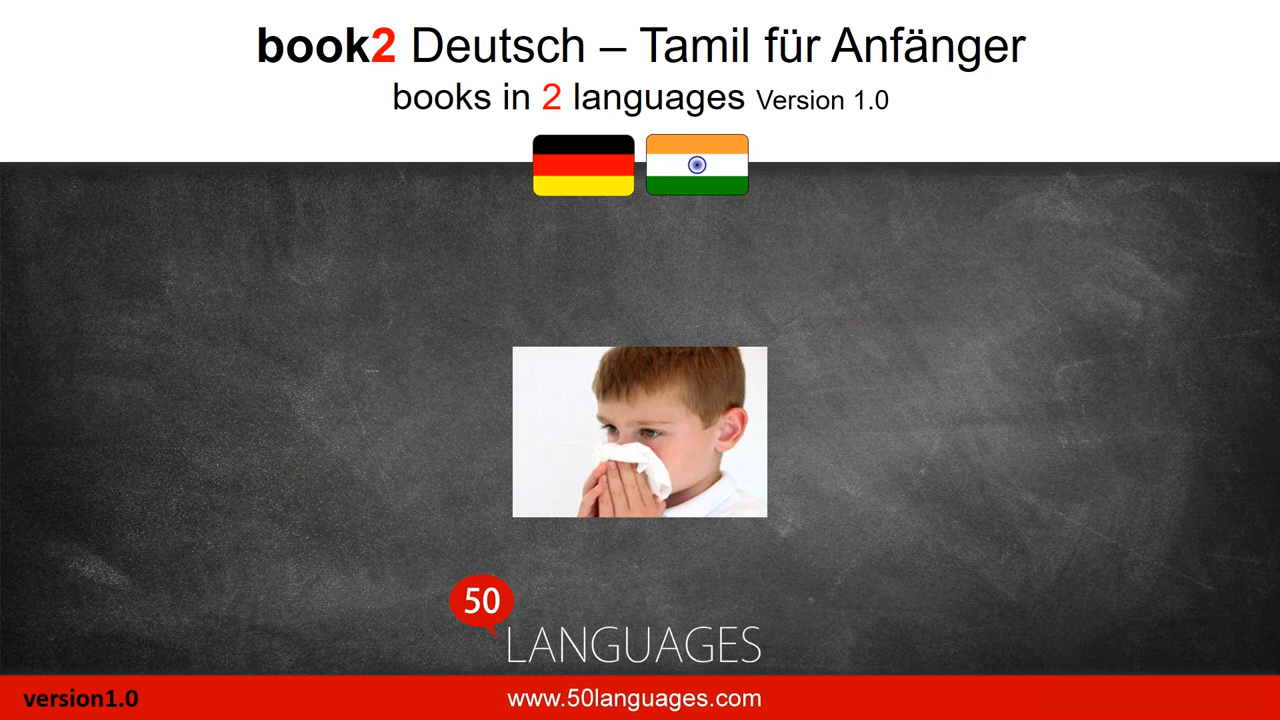 book2 Deutsch – Tamil für Anfänger
books in 2 languages Version 1.0
50
LANGUAGES
version1.0
www.50languages.com